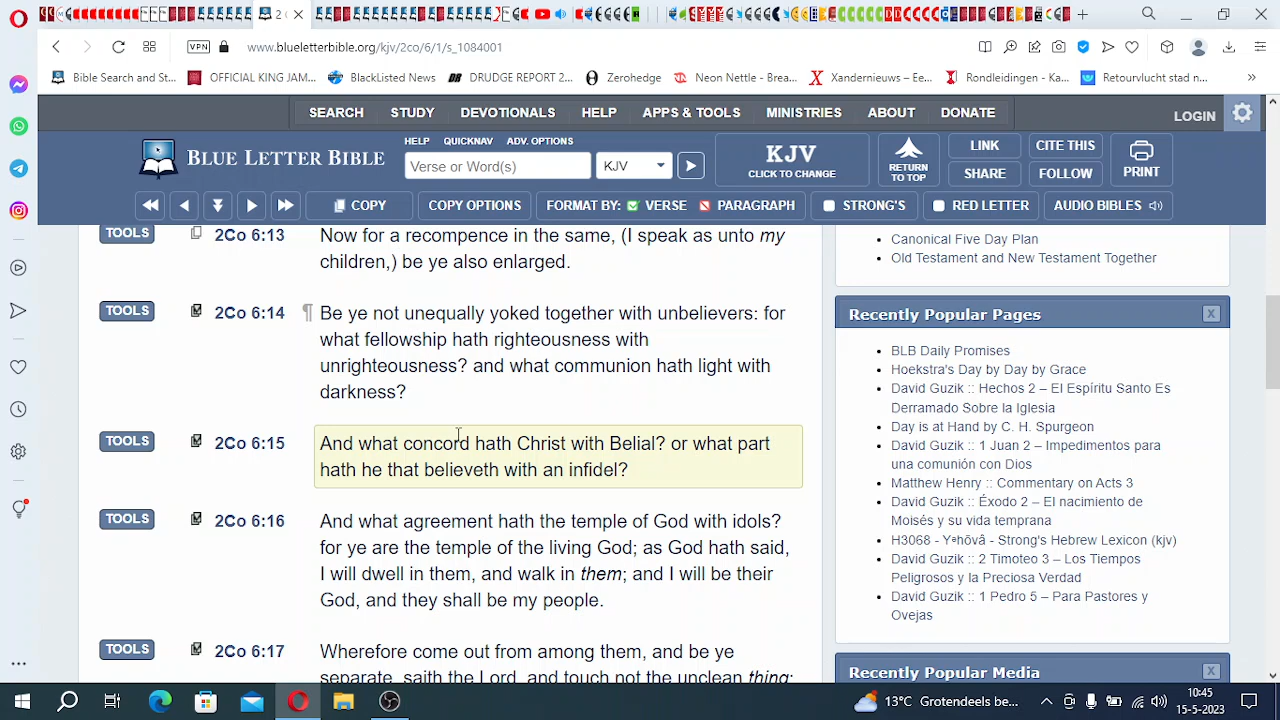 2
www.blueletterbible.org/kjv/2co/6/1/s_1084001
VPN
Bible Search and St...
OFFICIAL KING JAM...
BlackListed News
DRUDGE REPORT 2...
Zerohedge
Neon Nettle - Brea...
Xandernieuws – Ee...
Rondleidingen - Ka...
Retourvlucht stad n...
»
SEARCH STUDY DEVOTIONALS HELP APPS & TOOLS MINISTRIES ABOUT DONATE
LOGIN
BLUE LETTER BIBLE
HELP QUICKNAV ADV. OPTIONS
Verse or Word(s)
KJV
KJV
CLICK TO CHANGE
RETURN
TO TOP
LINK
SHARE
CITE THIS
FOLLOW
PRINT
COPY
COPY OPTIONS
FORMAT BY: VERSE PARAGRAPH
STRONG'S
RED LETTER
AUDIO BIBLES
TOOLS 2Co 6:13 Now for a recompence in the same, (I speak as unto my
children,) be ye also enlarged.
TOOLS 2Co 6:14 ¶ Be ye not unequally yoked together with unbelievers: for
what fellowship hath righteousness with
unrighteousness? and what communion hath light with
darkness?
TOOLS 2Co 6:15 And what concord hath Christ with Belial? or what part
hath he that believeth with an infidel?
TOOLS 2Co 6:16 And what agreement hath the temple of God with idols?
for ye are the temple of the living God; as God hath said,
I will dwell in them, and walk in them; and I will be their
God, and they shall be my people.
TOOLS 2Co 6:17 Wherefore come out from among them, and be ye
separate, saith the Lord, and touch not the unclean thing;
Canonical Five Day Plan
Old Testament and New Testament Together
Recently Popular Pages
X
BLB Daily Promises
Hoekstra's Day by Day by Grace
David Guzik :: Hechos 2 – El Espíritu Santo Es
Derramado Sobre la Iglesia
Day is at Hand by C. H. Spurgeon
David Guzik :: 1 Juan 2 – Impedimentos para
una comunión con Dios
Matthew Henry :: Commentary on Acts 3
David Guzik :: Éxodo 2 – El nacimiento de
Moisés y su vida temprana
H3068 - Yᵊhōvâ - Strong's Hebrew Lexicon (kjv)
David Guzik :: 2 Timoteo 3 – Los Tiempos
Peligrosos y la Preciosa Verdad
David Guzik :: 1 Pedro 5 – Para Pastores y
Ovejas
Recently Popular Media
X
13°C Grotendeels be...
10:45
15-5-2023